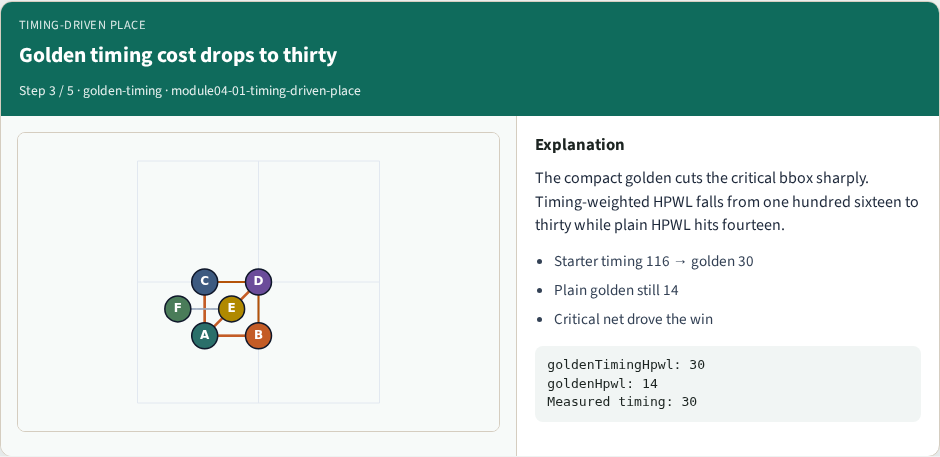 TIMING-DRIVEN PLACE
Golden timing cost drops to thirty
Step 3 / 5 · golden-timing · module04-01-timing-driven-place
C
D
F
E
A
B
Explanation
The compact golden cuts the critical bbox sharply.
Timing-weighted HPWL falls from one hundred sixteen to
thirty while plain HPWL hits fourteen.
• Starter timing 116 → golden 30
• Plain golden still 14
• Critical net drove the win
goldenTimingHpwl: 30
goldenHpwl: 14
Measured timing: 30